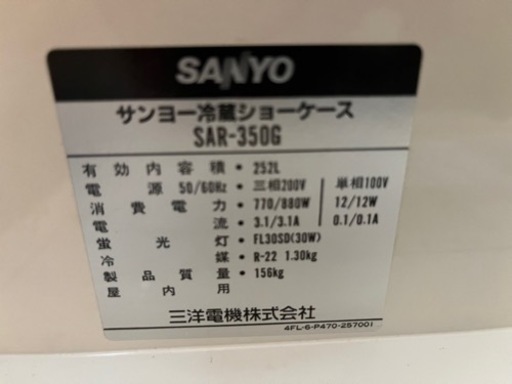 SANYO
サンヨー冷蔵ショーケース
SAR-350G
有効内容積・252L
電源 50/60Hz・三相200V 単相100V
消費電力・770/880W 12/12W
電流・3.1/3.1A 0.1/0.1A
蛍光灯・FL30SD(30W)
冷媒・R-22 1.30kg
製品質量・156kg
屋内用
三洋電機株式会社
4FL-6-P470-257001